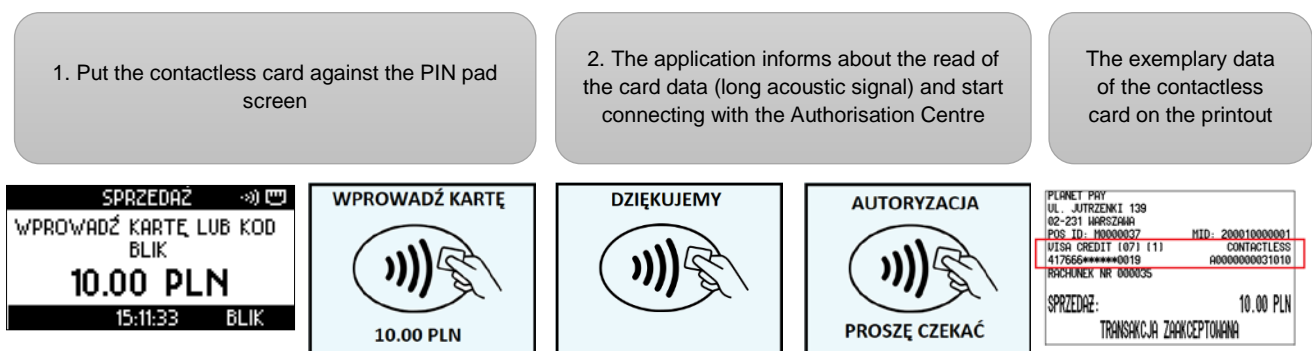 1. Put the contactless card against the PIN pad
screen
2. The application informs about the read of
the card data (long acoustic signal) and start
connecting with the Authorisation Centre
The exemplary data
of the contactless
card on the printout
SPRZEDAŻ
WPROWADŹ KARTĘ LUB KOD
BLIK
10.00 PLN
15:11:33 BLIK
WPROWADŹ KARTĘ
10.00 PLN
DZIĘKUJEMY
AUTORYZACJA
PROSZĘ CZEKAĆ
PLANET PAY
UL. JUTRZENKI 139
02-231 WARSZAWA
POS ID: M0000037 MID: 200010000001
VISA CREDIT [07] [1] CONTACTLESS
417666******0019 A0000000031010
RACHUNEK NR 000035
SPRZEDAŻ: 10.00 PLN
TRANSAKCJA ZAAKCEPTOWANA